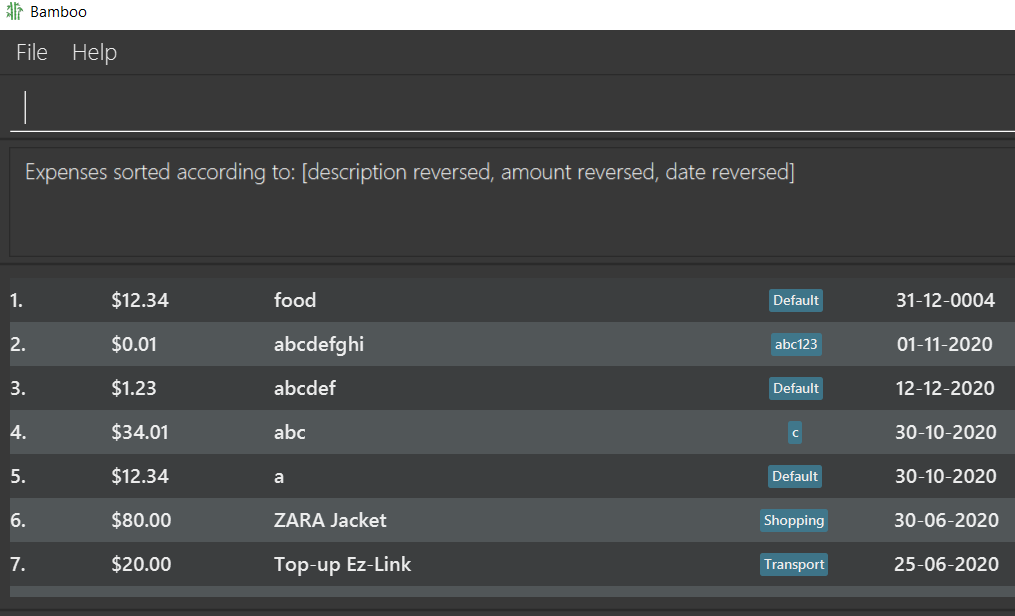 Bamboo
File Help
Expenses sorted according to: [description reversed, amount reversed, date reversed]
1. $12.34 food Default 31-12-0004
2. $0.01 abcdefghi abc123 01-11-2020
3. $1.23 abcdef Default 12-12-2020
4. $34.01 abc c 30-10-2020
5. $12.34 a Default 30-10-2020
6. $80.00 ZARA Jacket Shopping 30-06-2020
7. $20.00 Top-up Ez-Link Transport 25-06-2020